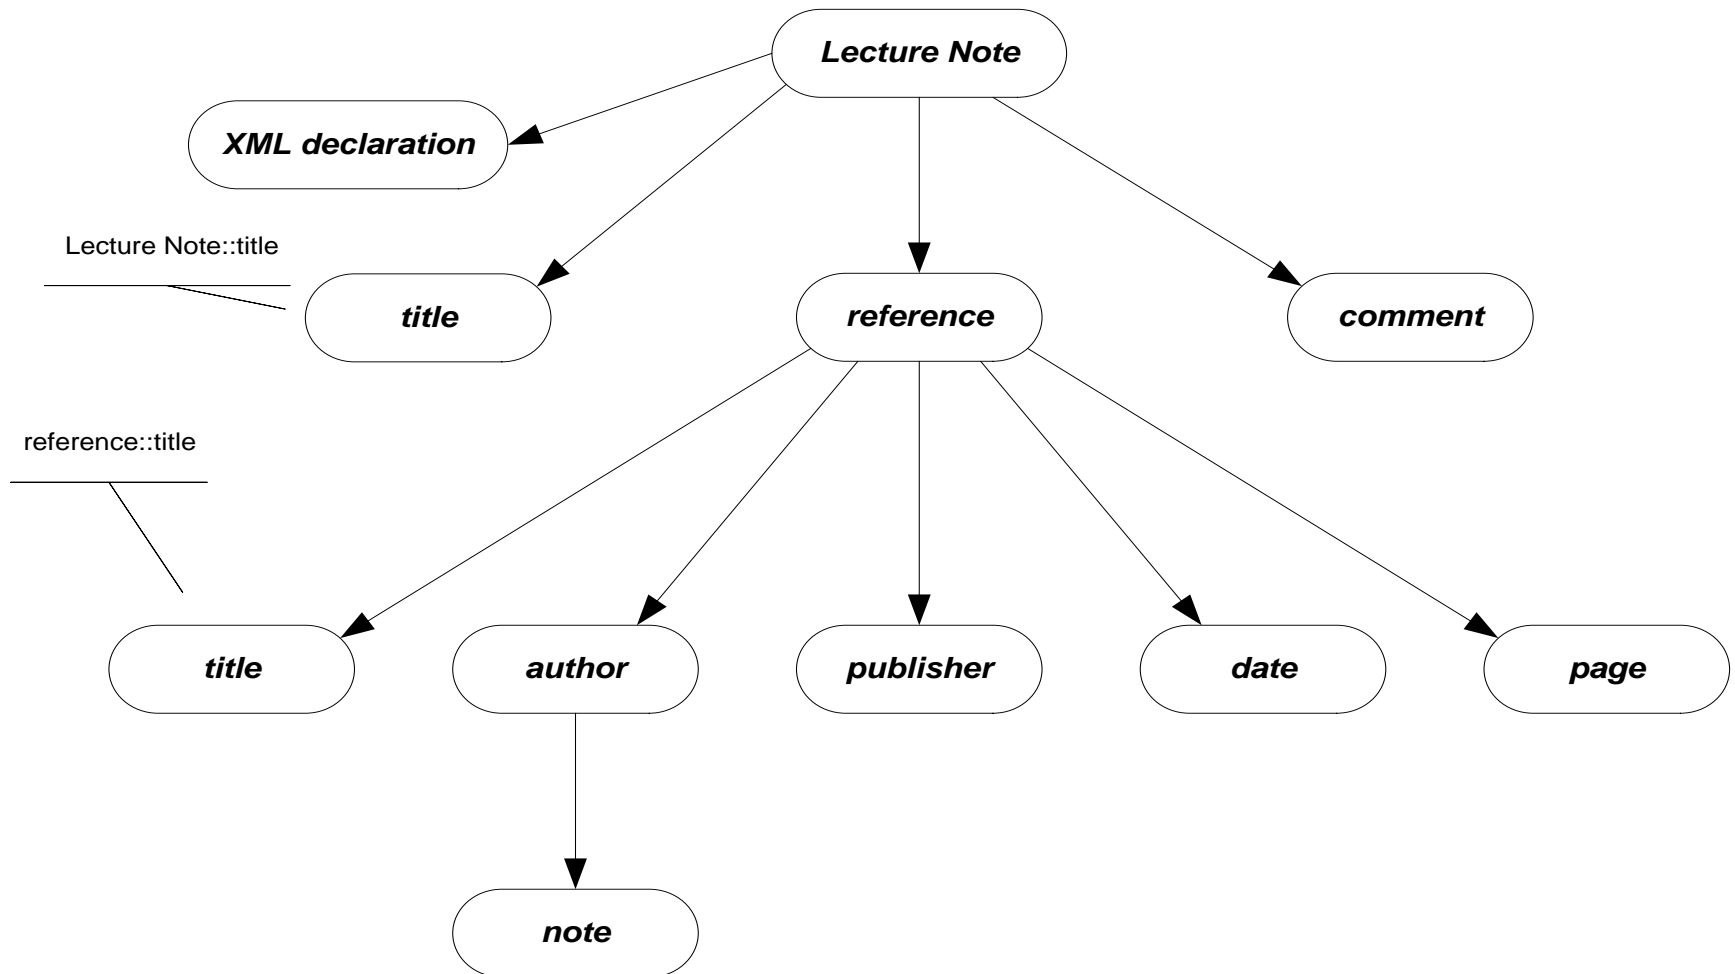 Lecture Note
XML declaration
Lecture Note::title
title
reference
comment
reference::title
title
author
publisher
date
page
note